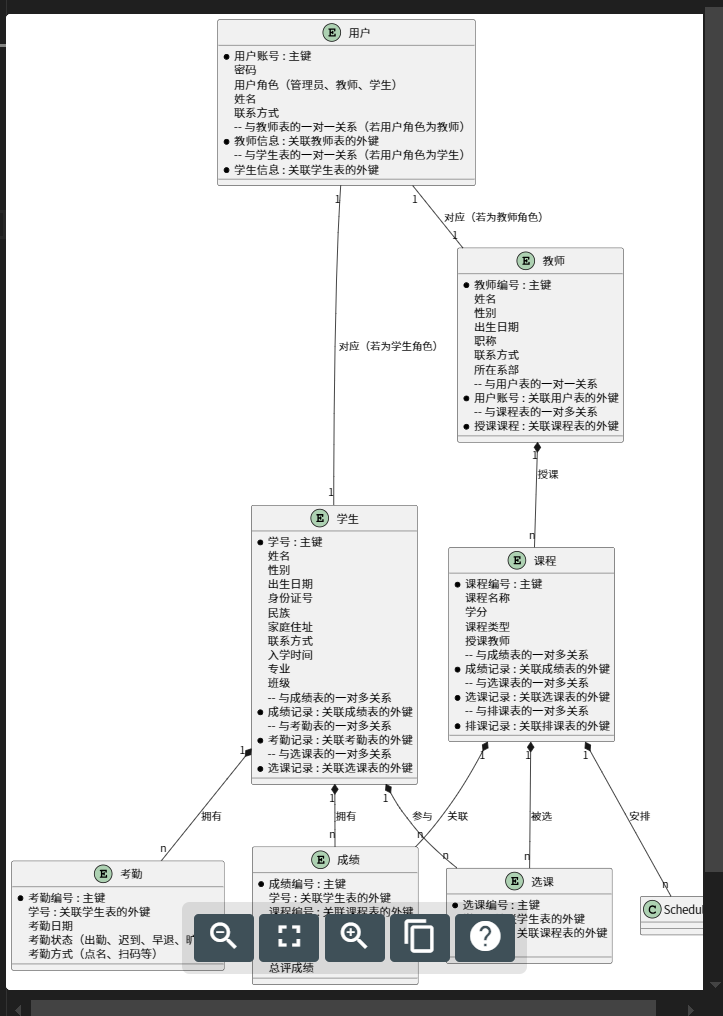 E 用户
用户账号 : 主键
密码
用户角色（管理员、教师、学生）
姓名
联系方式
-- 与教师表的一对一关系（若用户角色为教师）
教师信息 : 关联教师表的外键
-- 与学生表的一对一关系（若用户角色为学生）
学生信息 : 关联学生表的外键
1
1
对应（若为教师角色）
1
E 教师
教师编号 : 主键
姓名
性别
出生日期
职称
联系方式
所在系部
-- 与用户表的一对一关系
用户账号 : 关联用户表的外键
-- 与课程表的一对多关系
授课课程 : 关联课程表的外键
对应（若为学生角色）
1
1
授课
n
E 学生
学号 : 主键
姓名
性别
出生日期
身份证号
民族
家庭住址
联系方式
入学时间
专业
班级
-- 与成绩表的一对多关系
成绩记录 : 关联成绩表的外键
-- 与考勤表的一对多关系
考勤记录 : 关联考勤表的外键
-- 与选课表的一对多关系
选课记录 : 关联选课表的外键
E 课程
课程编号 : 主键
课程名称
学分
课程类型
授课教师
-- 与成绩表的一对多关系
成绩记录 : 关联成绩表的外键
-- 与选课表的一对多关系
选课记录 : 关联选课表的外键
-- 与排课表的一对多关系
排课记录 : 关联排课表的外键
1
1
1
1
1
1
拥有
拥有
参与
关联
被选
安排
n
n
n
n
n
n
E 考勤
考勤编号 : 主键
学号 : 关联学生表的外键
考勤日期
考勤状态（出勤、迟到、早退、
考勤方式（点名、扫码等）
E 成绩
成绩编号 : 主键
学号 : 关联学生表的外键
课程编号 : 关联课程表的外键
总评成绩
E 选课
选课编号 : 主键
学生表的外键
关联课程表的外键
C Schedul
?